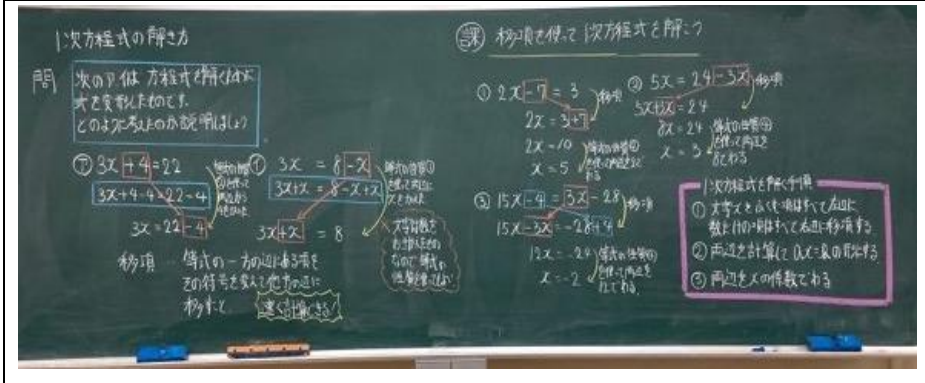 1次方程式の解き方
問
次の㋐㋑は 方程式を解くために
式を変形したものです。
どのように考えたのか説明しましょう
㋐ 3x +4 = 22
3x+4-4=22-4
3x = 22 -4
㋑ 3x = 8 -x
3x+x = 8-x+x
3x +x = 8
移項 等式の一方の辺にある項を
その符号を変えて他方の辺に
移すこと 速く計算できる!
課 移項を使って1次方程式を解こう
① 2x -7 = 3
移項
2x = 3+7
2x = 10
x = 5
② 5x = 24 -3x
移項
5x+3x = 24
8x = 24
x = 3
③ 15x -4 = 3x -28
移項
15x -3x = -28 +4
12x = -24
x = -2
1次方程式を解く手順
① 文字xをふくむ項はすべて左辺に、
数だけの項はすべて右辺に移項する
② 両辺を計算して ax=bの形にする
③ 両辺をxの係数でわる